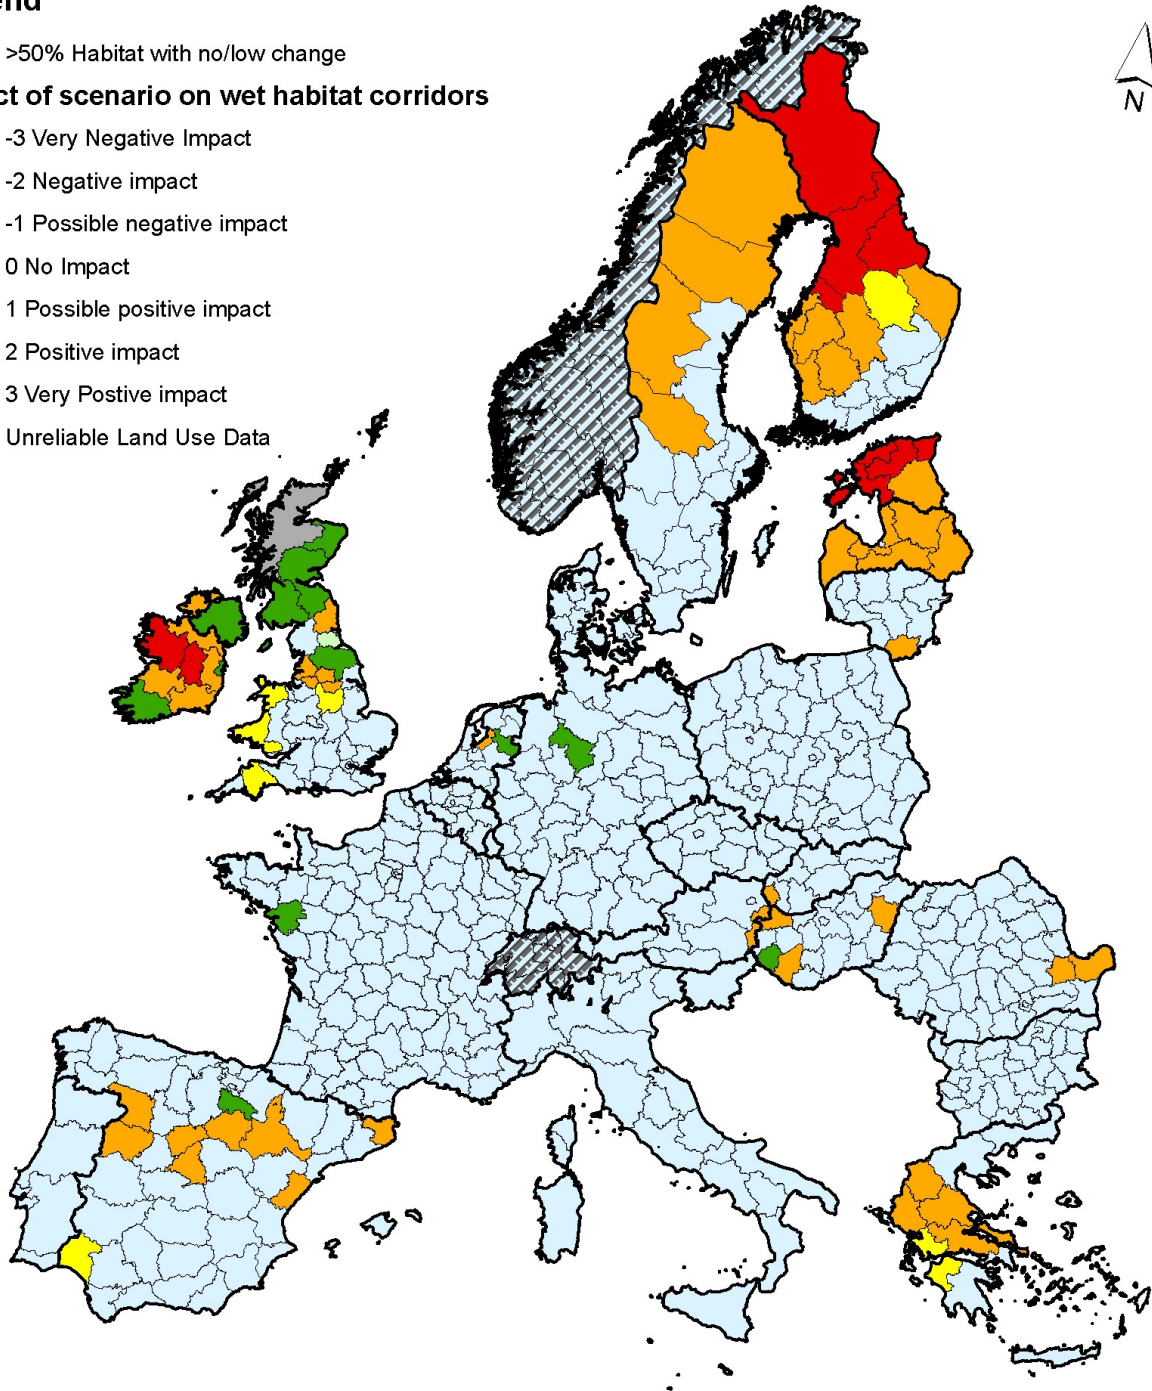 end
>50% Habitat with no/low change
ct of scenario on wet habitat corridors
-3 Very Negative Impact
-2 Negative impact
-1 Possible negative impact
0 No Impact
1 Possible positive impact
2 Positive impact
3 Very Postive impact
Unreliable Land Use Data
N